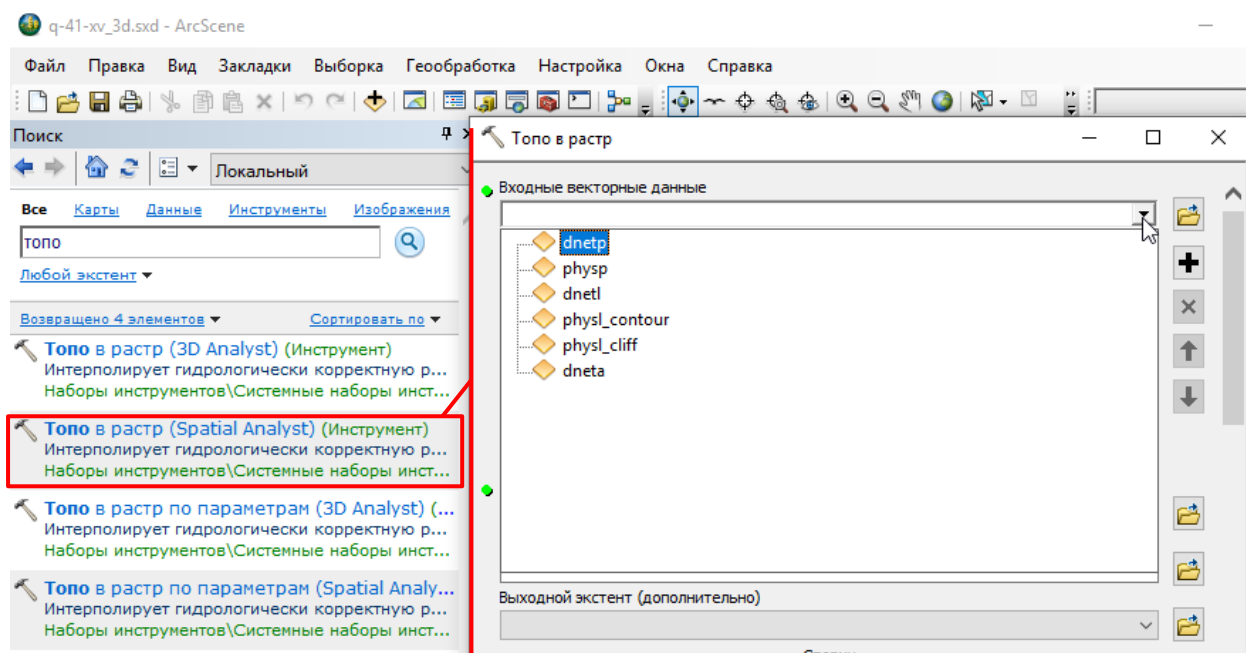 q-41-xv_3d.sxd - ArcScene
Файл Правка Вид Закладки Выборка Геообработка Настройка Окна Справка
Поиск
Локальный
Все Карты Данные Инструменты Изображения
топо
Любой экстент
Возвращено 4 элементов Сортировать по
Топо в растр (3D Analyst) (Инструмент)
Интерполирует гидрологически корректную р...
Наборы инструментов\Системные наборы инст...
Топо в растр (Spatial Analyst) (Инструмент)
Интерполирует гидрологически корректную р...
Наборы инструментов\Системные наборы инст...
Топо в растр по параметрам (3D Analyst) (...
Интерполирует гидрологически корректную р...
Наборы инструментов\Системные наборы инст...
Топо в растр по параметрам (Spatial Analy...
Интерполирует гидрологически корректную р...
Наборы инструментов\Системные наборы инст...
Топо в растр
Входные векторные данные
dnetp
physp
dnetl
physl_contour
physl_cliff
dneta
Выходной экстент (дополнительно)